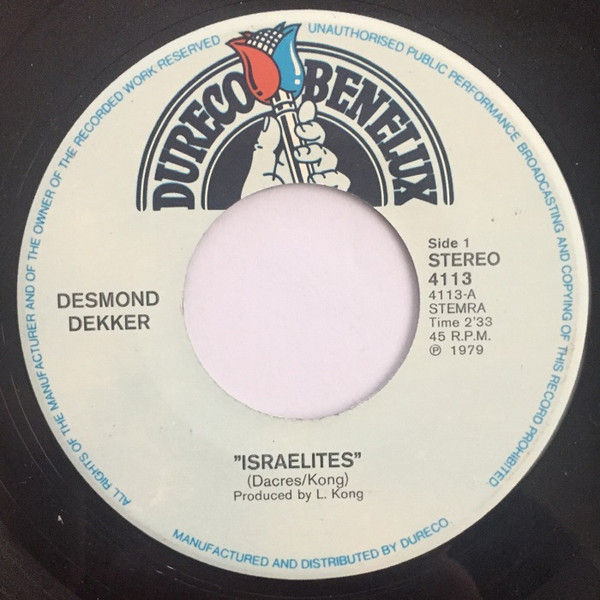 ALL RIGHTS OF THE MANUFACTURER AND OF THE OWNER OF THE RECORDED WORK RESERVED
UNAUTHORISED PUBLIC PERFORMANCE BROADCASTING AND COPYING OF THIS RECORD PROHIBITED.
DURECO BENELUX
Side 1
STEREO
4113
4113-A
STEMRA
Time 2'33
45 R.P.M.
℗ 1979
DESMOND
DEKKER
"ISRAELITES"
(Dacres/Kong)
Produced by L. Kong
MANUFACTURED AND DISTRIBUTED BY DURECO